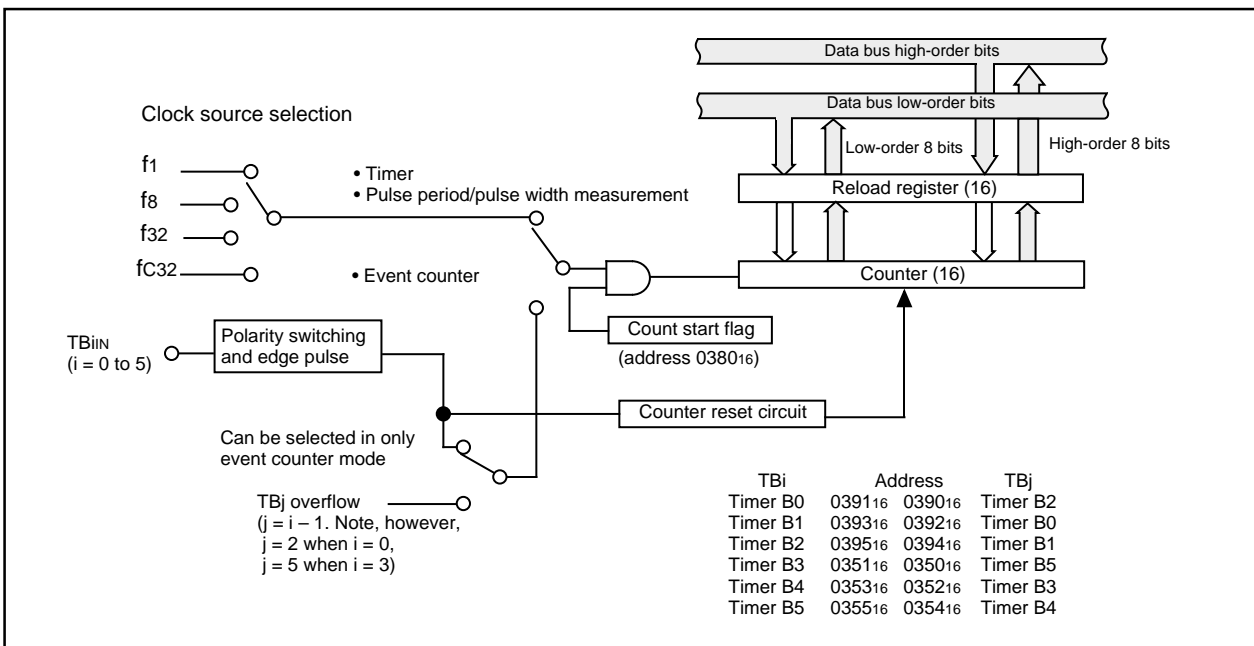 Data bus high-order bits
Data bus low-order bits
Clock source selection
Low-order 8 bits
High-order 8 bits
f1
• Timer
• Pulse period/pulse width measurement
Reload register (16)
f8
f32
fC32
• Event counter
Counter (16)
TBiIN
(i = 0 to 5)
Polarity switching
and edge pulse
Count start flag
(address 038016)
Counter reset circuit
Can be selected in only
event counter mode
TBj overflow
(j = i – 1. Note, however,
j = 2 when i = 0,
j = 5 when i = 3)
TBi Address TBj
Timer B0 039116 039016 Timer B2
Timer B1 039316 039216 Timer B0
Timer B2 039516 039416 Timer B1
Timer B3 035116 035016 Timer B5
Timer B4 035316 035216 Timer B3
Timer B5 035516 035416 Timer B4